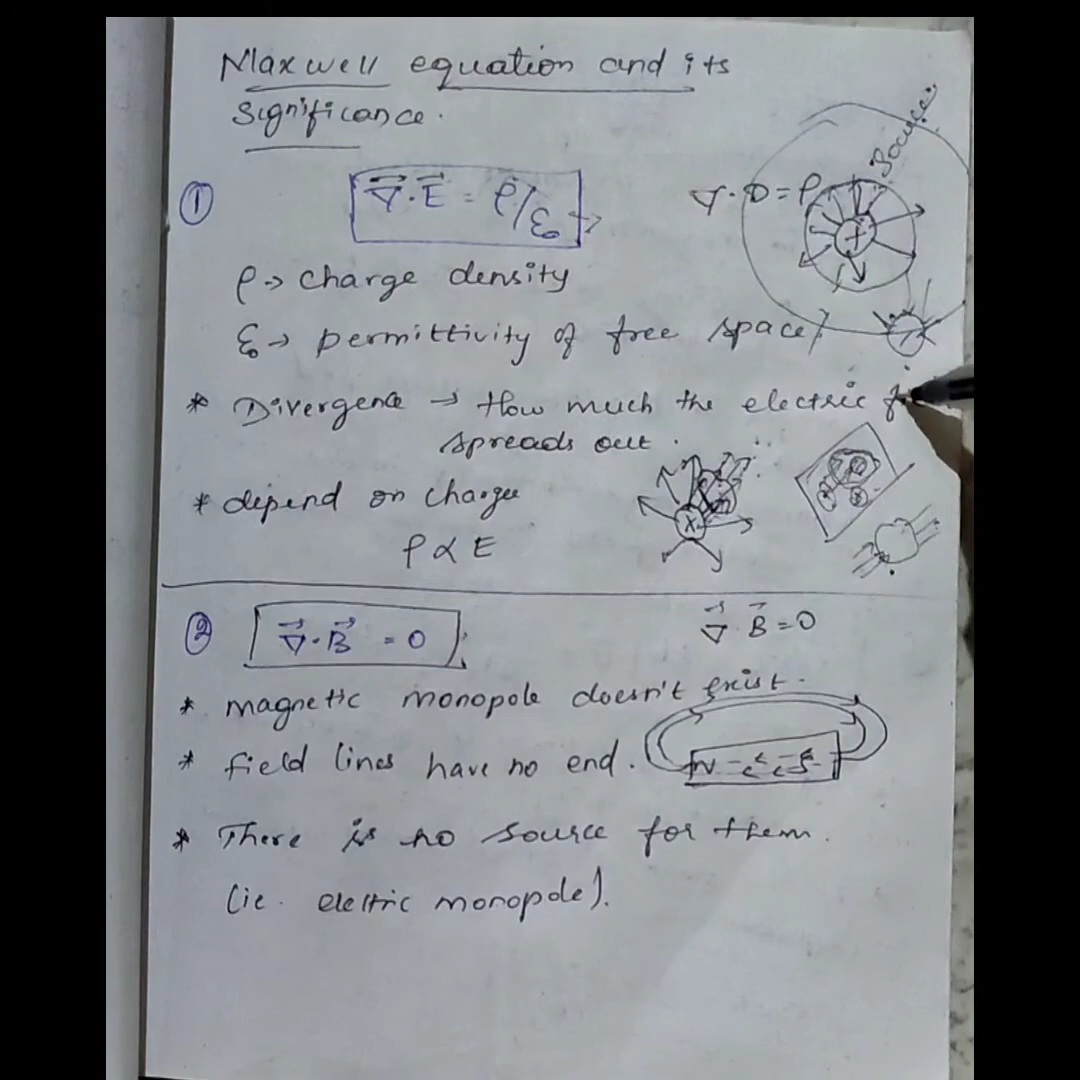 Maxwell equation and its
significance.
① ∇⃗.E⃗ = ρ/ε₀
∇.D = ρ
Source.
ρ → charge density
ε₀ → permittivity of free space
* Divergence → How much the electric
spreads out.
* depend on charge
ρ ∝ E
② ∇⃗.B⃗ = 0
∇⃗.B⃗ = 0
* magnetic monopole doesn't exist.
* field lines have no end.
N S
* There is no source for them.
(ie. electric monopole).